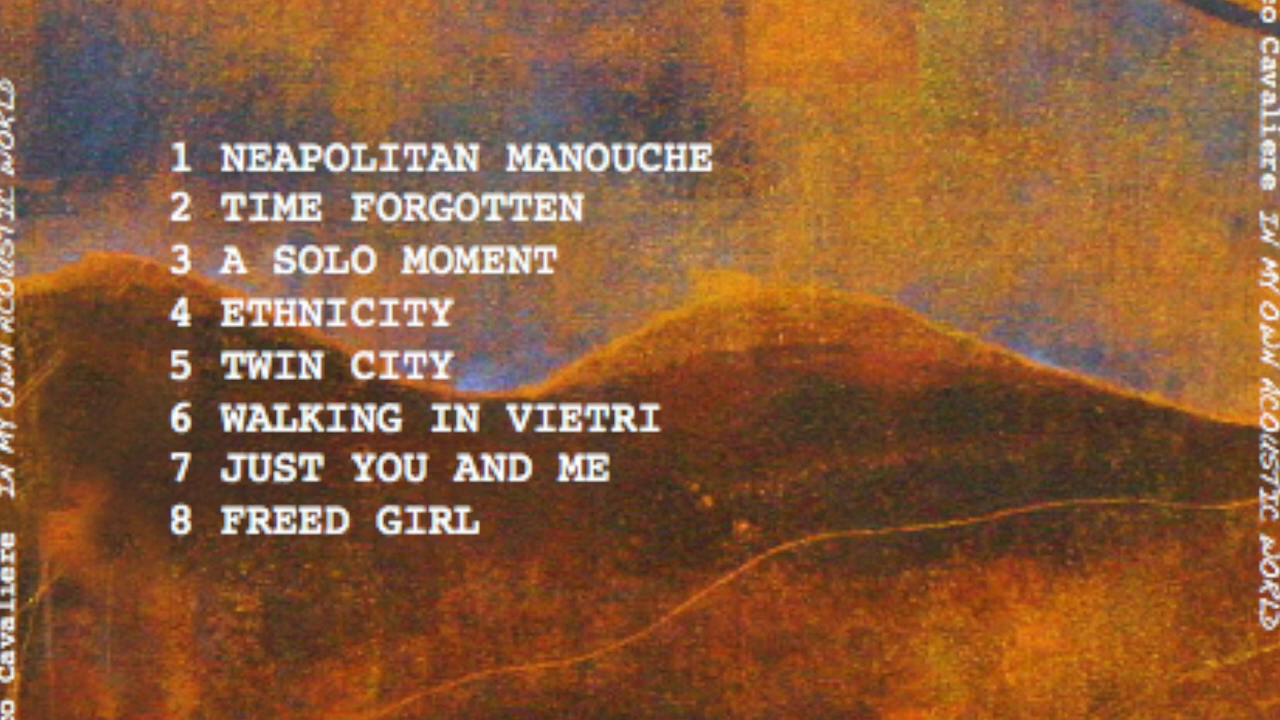 1 NEAPOLITAN MANOUCHE
2 TIME FORGOTTEN
3 A SOLO MOMENT
4 ETHNICITY
5 TWIN CITY
6 WALKING IN VIETRI
7 JUST YOU AND ME
8 FREED GIRL
Cavaliere IN MY OWN ACOUSTIC WORLD
Cavaliere IN MY OWN ACOUSTIC WORLD